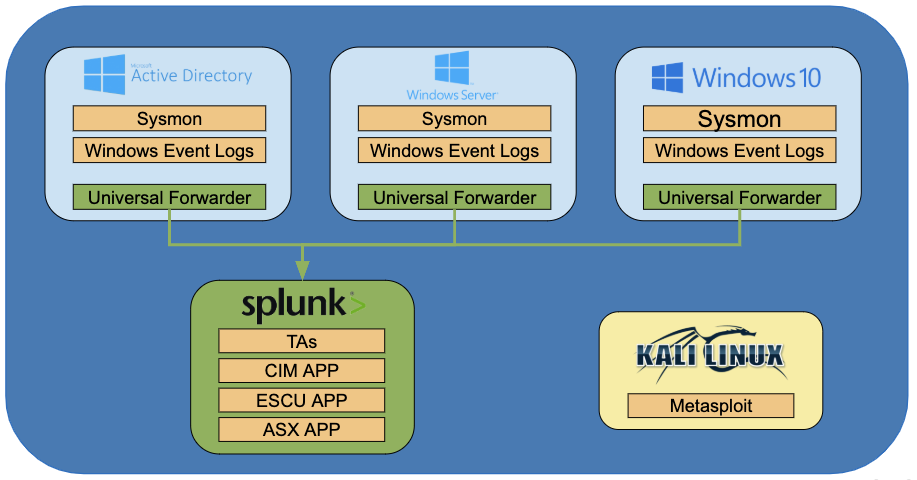 Microsoft
Active Directory
Sysmon
Windows Event Logs
Universal Forwarder
Windows Server
Sysmon
Windows Event Logs
Universal Forwarder
Windows 10
Sysmon
Windows Event Logs
Universal Forwarder
splunk>
TAs
CIM APP
ESCU APP
ASX APP
KALI LINUX
Metasploit